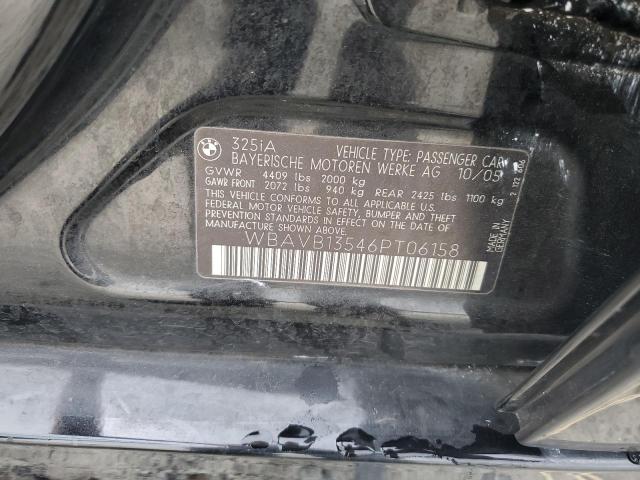 325iA VEHICLE TYPE: PASSENGER CAR
BAYERISCHE MOTOREN WERKE AG 10/05
GVWR 4409 lbs 2000 kg
GAWR FRONT 2072 lbs 940 kg REAR 2425 lbs 1100 kg
THIS VEHICLE CONFORMS TO ALL APPLICABLE
FEDERAL MOTOR VEHICLE SAFETY, BUMPER AND THEFT
PREVENTION STANDARDS IN EFFECT ON THE DATE OF
MANUFACTURE SHOWN ABOVE.
WBAVB13546PT06158
MADE IN
GERMANY